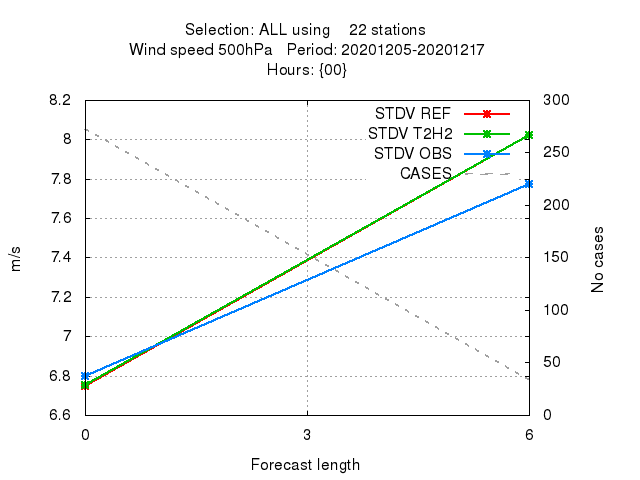 Selection: ALL using 22 stations
Wind speed 500hPa Period: 20201205-20201217
Hours: {00}
8.2
8
7.8
7.6
7.4
7.2
7
6.8
6.6
m/s
STDV REF
STDV T2H2
STDV OBS
CASES
300
250
200
150
100
50
0
No cases
0
3
6
Forecast length